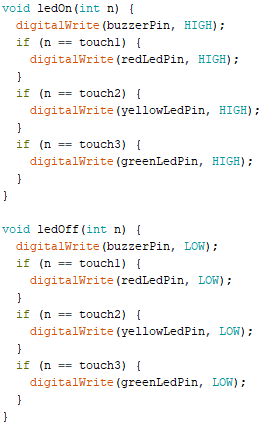 void ledOn(int n) {
  digitalWrite(buzzerPin, HIGH);
  if (n == touch1) {
    digitalWrite(redLedPin, HIGH);
  }
  if (n == touch2) {
    digitalWrite(yellowLedPin, HIGH);
  }
  if (n == touch3) {
    digitalWrite(greenLedPin, HIGH);
  }
}

void ledOff(int n) {
  digitalWrite(buzzerPin, LOW);
  if (n == touch1) {
    digitalWrite(redLedPin, LOW);
  }
  if (n == touch2) {
    digitalWrite(yellowLedPin, LOW);
  }
  if (n == touch3) {
    digitalWrite(greenLedPin, LOW);
  }
}